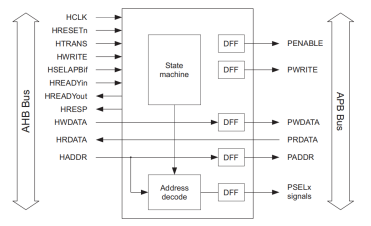 HCLK
HRESETn
HTRANS
HWRITE
HSELAPBif
HREADYin
HREADYout
HRESP
HWDATA
HRDATA
HADDR
AHB Bus
State
machine
Address
decode
DFF
DFF
DFF
DFF
DFF
PENABLE
PWRITE
PWDATA
PRDATA
PADDR
PSELx
signals
APB Bus